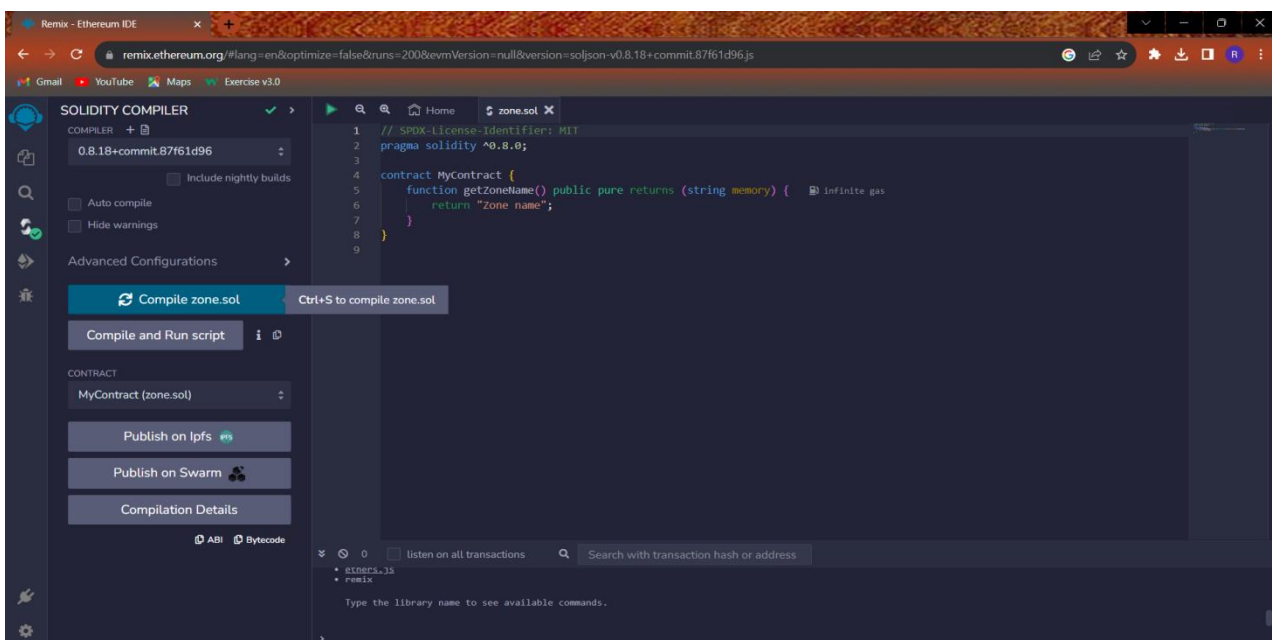 Remix - Ethereum IDE
remix.ethereum.org/#lang=en&optimize=false&runs=200&evmVersion=null&version=soljson-v0.8.18+commit.87f61d96.js
Gmail YouTube Maps Exercise v3.0
SOLIDITY COMPILER
COMPILER
0.8.18+commit.87f61d96
Include nightly builds
Auto compile
Hide warnings
Advanced Configurations
Compile zone.sol
Ctrl+S to compile zone.sol
Compile and Run script
CONTRACT
MyContract (zone.sol)
Publish on Ipfs
Publish on Swarm
Compilation Details
ABI Bytecode
Home zone.sol
1 // SPDX-License-Identifier: MIT
2 pragma solidity ^0.8.0;
3
4 contract MyContract {
5 function getZoneName() public pure returns (string memory) { infinite gas
6 return "Zone name";
7 }
8 }
9
0 listen on all transactions Search with transaction hash or address
ethers.js
remix
Type the library name to see available commands.
>
R